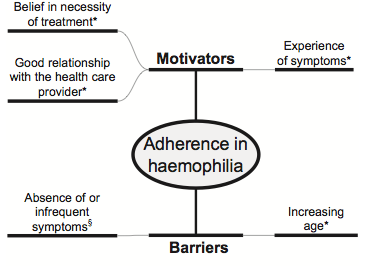 Belief in necessity
of treatment*
Good relationship
with the health care
provider*
Motivators
Experience
of symptoms*
Adherence in
haemophilia
Absence of or
infrequent
symptoms§
Barriers
Increasing
age*